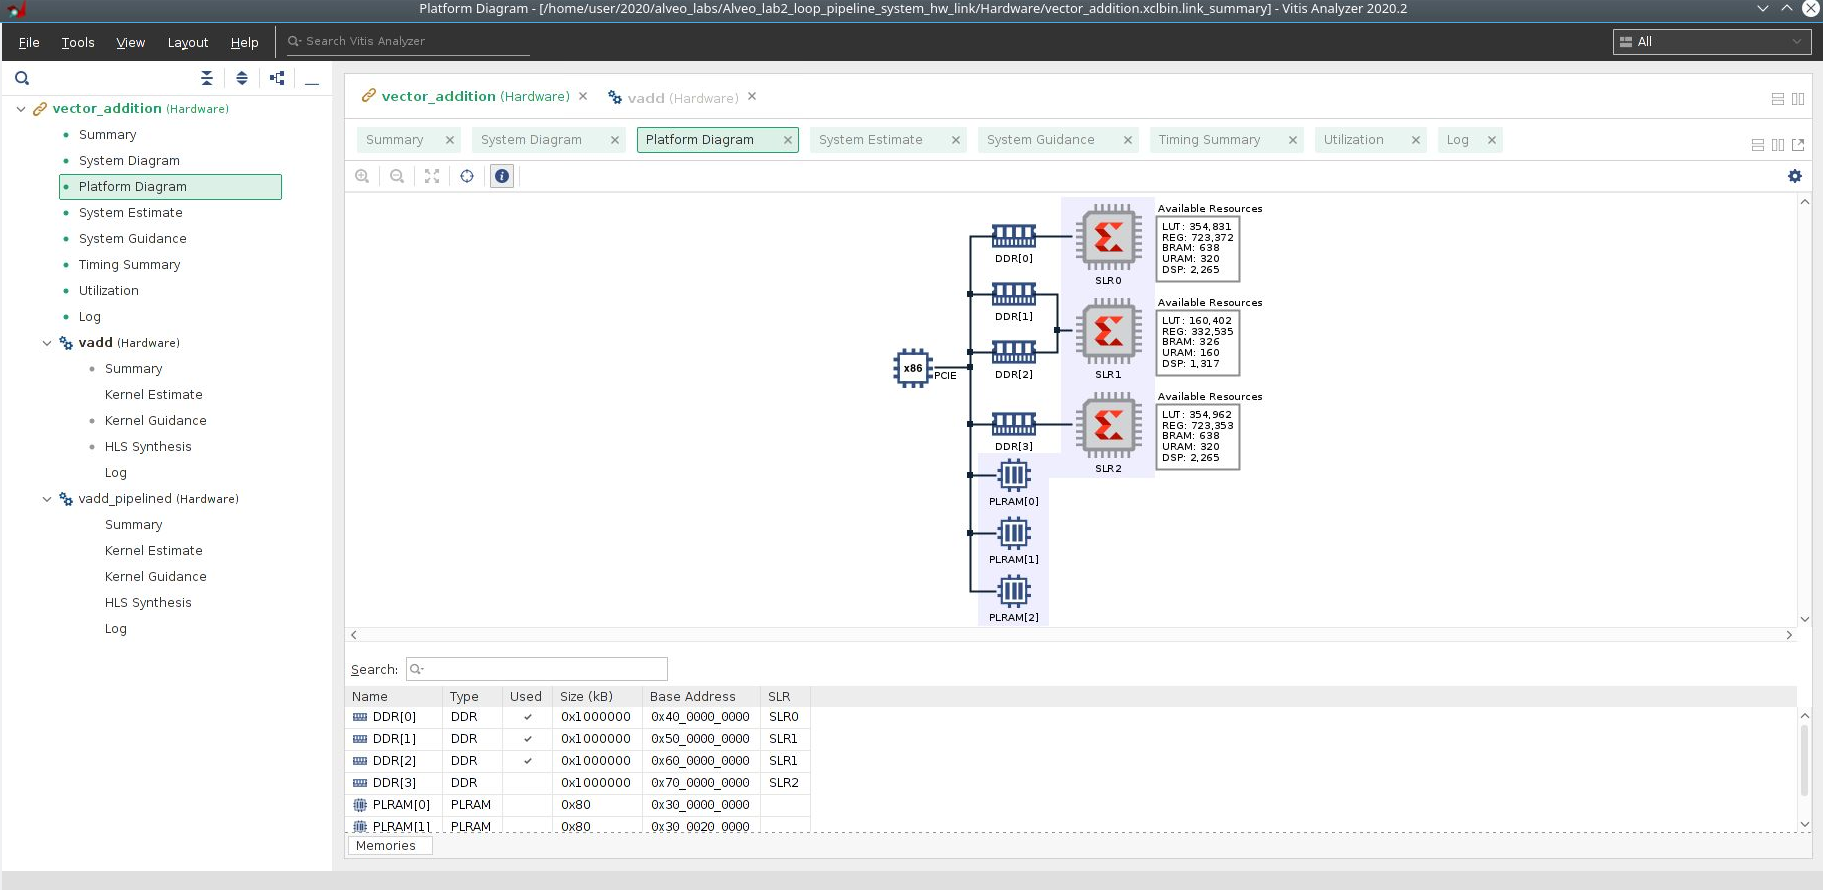 Platform Diagram - [/home/user/2020/alveo_labs/Alveo_lab2_loop_pipeline_system_hw_link/Hardware/vector_addition.xclbin.link_summary] - Vitis Analyzer 2020.2
File Tools View Layout Help Search Vitis Analyzer All
vector_addition (Hardware)
Summary
System Diagram
Platform Diagram
System Estimate
System Guidance
Timing Summary
Utilization
Log
vadd (Hardware)
Summary
Kernel Estimate
Kernel Guidance
HLS Synthesis
Log
vadd_pipelined (Hardware)
Summary
Kernel Estimate
Kernel Guidance
HLS Synthesis
Log
vector_addition (Hardware) vadd (Hardware)
Summary System Diagram Platform Diagram System Estimate System Guidance Timing Summary Utilization Log
x86
PCIE
DDR[0]
DDR[1]
DDR[2]
DDR[3]
PLRAM[0]
PLRAM[1]
PLRAM[2]
SLR0
Available Resources
LUT: 354,831
REG: 723,372
BRAM: 638
URAM: 320
DSP: 2,265
SLR1
Available Resources
LUT: 160,402
REG: 332,535
BRAM: 326
URAM: 160
DSP: 1,317
SLR2
Available Resources
LUT: 354,962
REG: 723,353
BRAM: 638
URAM: 320
DSP: 2,265
Search:
Name Type Used Size (kB) Base Address SLR
DDR[0] DDR ✓ 0x1000000 0x40_0000_0000 SLR0
DDR[1] DDR ✓ 0x1000000 0x50_0000_0000 SLR1
DDR[2] DDR ✓ 0x1000000 0x60_0000_0000 SLR1
DDR[3] DDR 0x1000000 0x70_0000_0000 SLR2
PLRAM[0] PLRAM 0x80 0x30_0000_0000
PLRAM[1] PLRAM 0x80 0x30_0020_0000
Memories